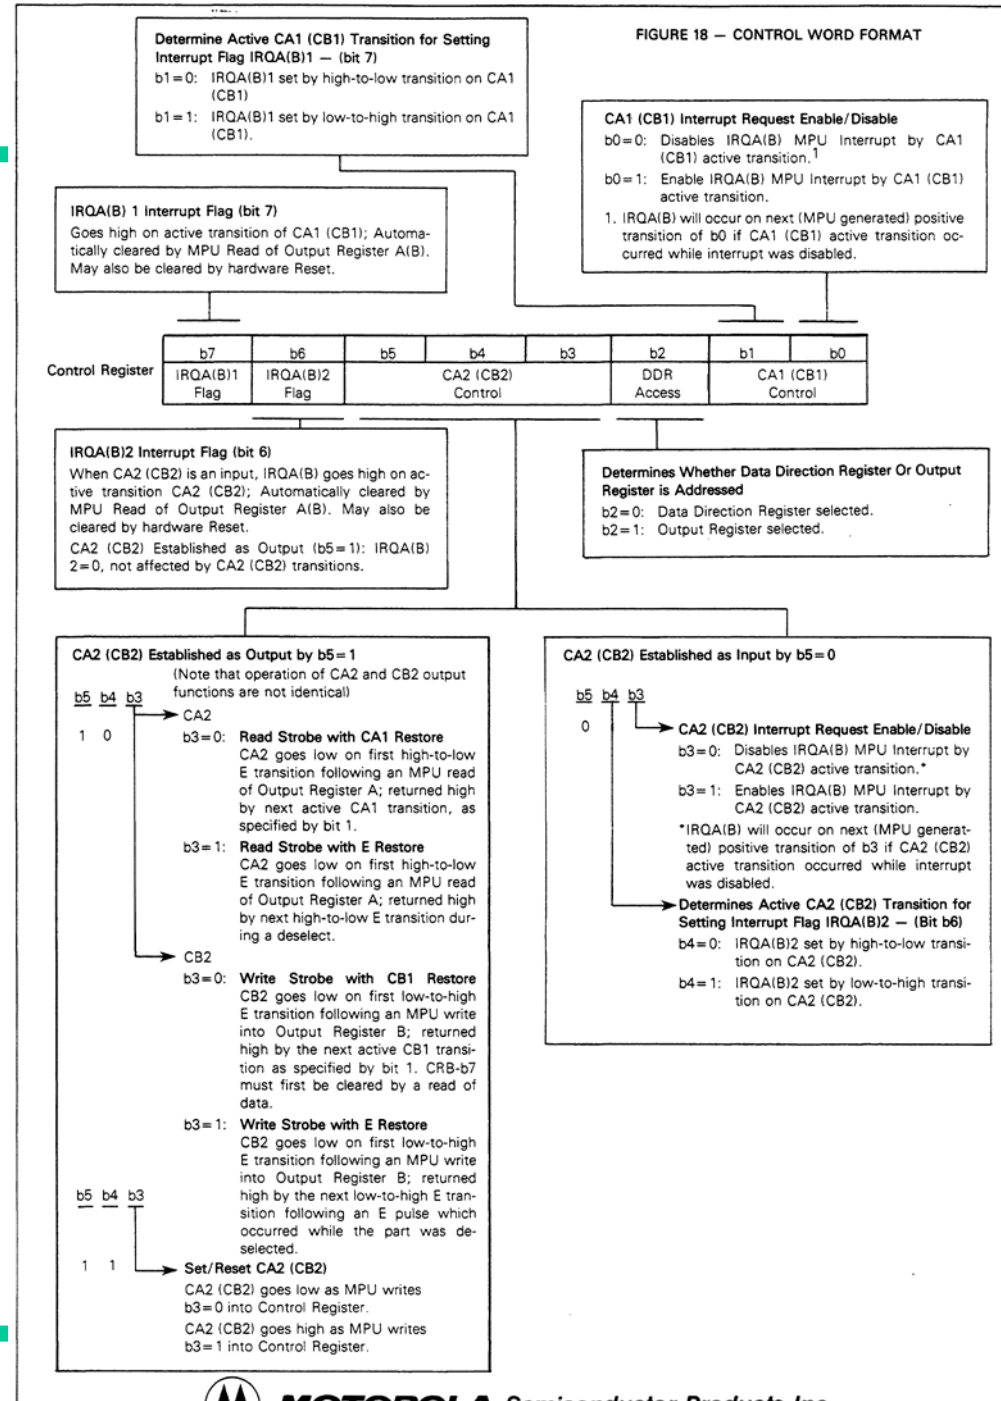 FIGURE 18 — CONTROL WORD FORMAT
Determine Active CA1 (CB1) Transition for Setting
Interrupt Flag IRQA(B)1 — (bit 7)
b1=0: IRQA(B)1 set by high-to-low transition on CA1
(CB1)
b1=1: IRQA(B)1 set by low-to-high transition on CA1
(CB1).
CA1 (CB1) Interrupt Request Enable/Disable
b0=0: Disables IRQA(B) MPU Interrupt by CA1
(CB1) active transition.1
b0=1: Enable IRQA(B) MPU Interrupt by CA1 (CB1)
active transition.
1. IRQA(B) will occur on next (MPU generated) positive
transition of b0 if CA1 (CB1) active transition oc-
curred while interrupt was disabled.
IRQA(B) 1 Interrupt Flag (bit 7)
Goes high on active transition of CA1 (CB1); Automa-
tically cleared by MPU Read of Output Register A(B).
May also be cleared by hardware Reset.
b7 b6 b5 b4 b3 b2 b1 b0
Control Register
IRQA(B)1 IRQA(B)2 CA2 (CB2) DDR CA1 (CB1)
Flag Flag Control Access Control
IRQA(B)2 Interrupt Flag (bit 6)
When CA2 (CB2) is an input, IRQA(B) goes high on ac-
tive transition CA2 (CB2); Automatically cleared by
MPU Read of Output Register A(B). May also be
cleared by hardware Reset.
CA2 (CB2) Established as Output (b5=1): IRQA(B)
2=0, not affected by CA2 (CB2) transitions.
Determines Whether Data Direction Register Or Output
Register is Addressed
b2=0: Data Direction Register selected.
b2=1: Output Register selected.
CA2 (CB2) Established as Output by b5=1
(Note that operation of CA2 and CB2 output
functions are not identical)
b5 b4 b3
CA2
1 0
b3=0: Read Strobe with CA1 Restore
CA2 goes low on first high-to-low
E transition following an MPU read
of Output Register A; returned high
by next active CA1 transition, as
specified by bit 1.
b3=1: Read Strobe with E Restore
CA2 goes low on first high-to-low
E transition following an MPU read
of Output Register A; returned high
by next high-to-low E transition dur-
ing a deselect.
CB2
b3=0: Write Strobe with CB1 Restore
CB2 goes low on first low-to-high
E transition following an MPU write
into Output Register B; returned
high by the next active CB1 transi-
tion as specified by bit 1. CRB-b7
must first be cleared by a read of
data.
b3=1: Write Strobe with E Restore
CB2 goes low on first low-to-high
E transition following an MPU write
into Output Register B; returned
high by the next low-to-high E tran-
sition following an E pulse which
occurred while the part was de-
selected.
b5 b4 b3
1 1
Set/Reset CA2 (CB2)
CA2 (CB2) goes low as MPU writes
b3=0 into Control Register.
CA2 (CB2) goes high as MPU writes
b3=1 into Control Register.
CA2 (CB2) Established as Input by b5=0
b5 b4 b3
0
CA2 (CB2) Interrupt Request Enable/Disable
b3=0: Disables IRQA(B) MPU Interrupt by
CA2 (CB2) active transition.*
b3=1: Enables IRQA(B) MPU Interrupt by
CA2 (CB2) active transition.
*IRQA(B) will occur on next (MPU generat-
ted) positive transition of b3 if CA2 (CB2)
active transition occurred while interrupt
was disabled.
Determines Active CA2 (CB2) Transition for
Setting Interrupt Flag IRQA(B)2 — (Bit b6)
b4=0: IRQA(B)2 set by high-to-low transi-
tion on CA2 (CB2).
b4=1: IRQA(B)2 set by low-to-high transi-
tion on CA2 (CB2).
MOTOROLA Semiconductor Products Inc.